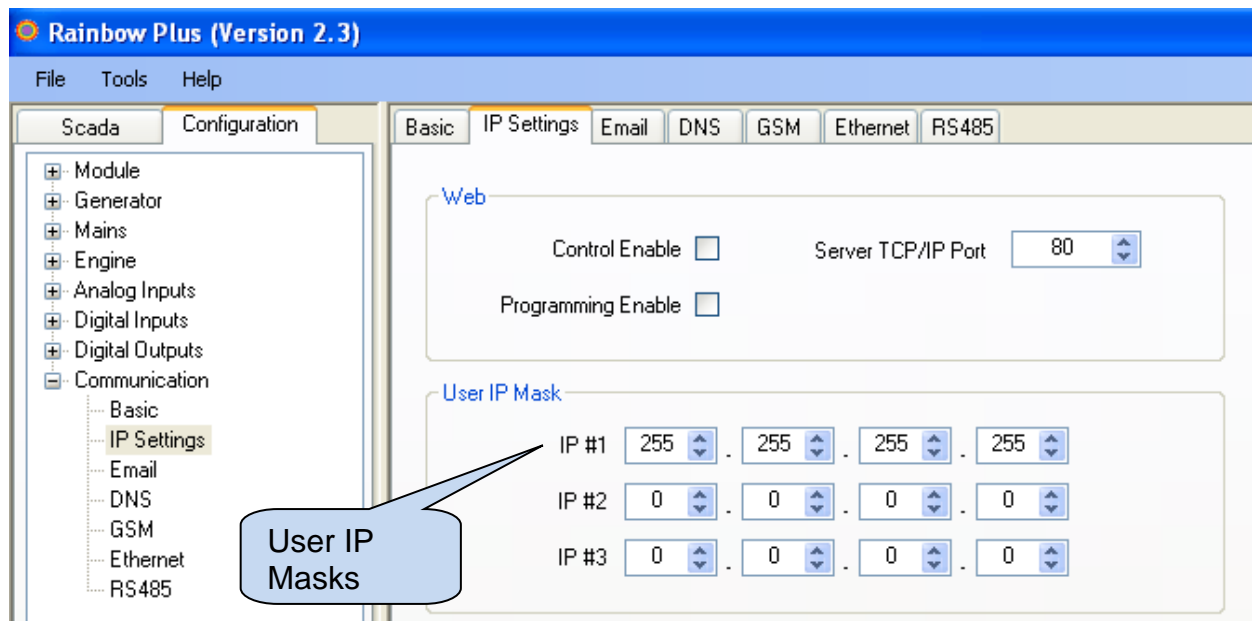 Rainbow Plus (Version 2.3)
File Tools Help
Scada Configuration
Module
Generator
Mains
Engine
Analog Inputs
Digital Inputs
Digital Outputs
Communication
Basic
IP Settings
Email
DNS
GSM
Ethernet
RS485
User IP
Masks
Basic IP Settings Email DNS GSM Ethernet RS485
Web
Control Enable Server TCP/IP Port 80
Programming Enable
User IP Mask
IP #1 255 . 255 . 255 . 255
IP #2 0 . 0 . 0 . 0
IP #3 0 . 0 . 0 . 0